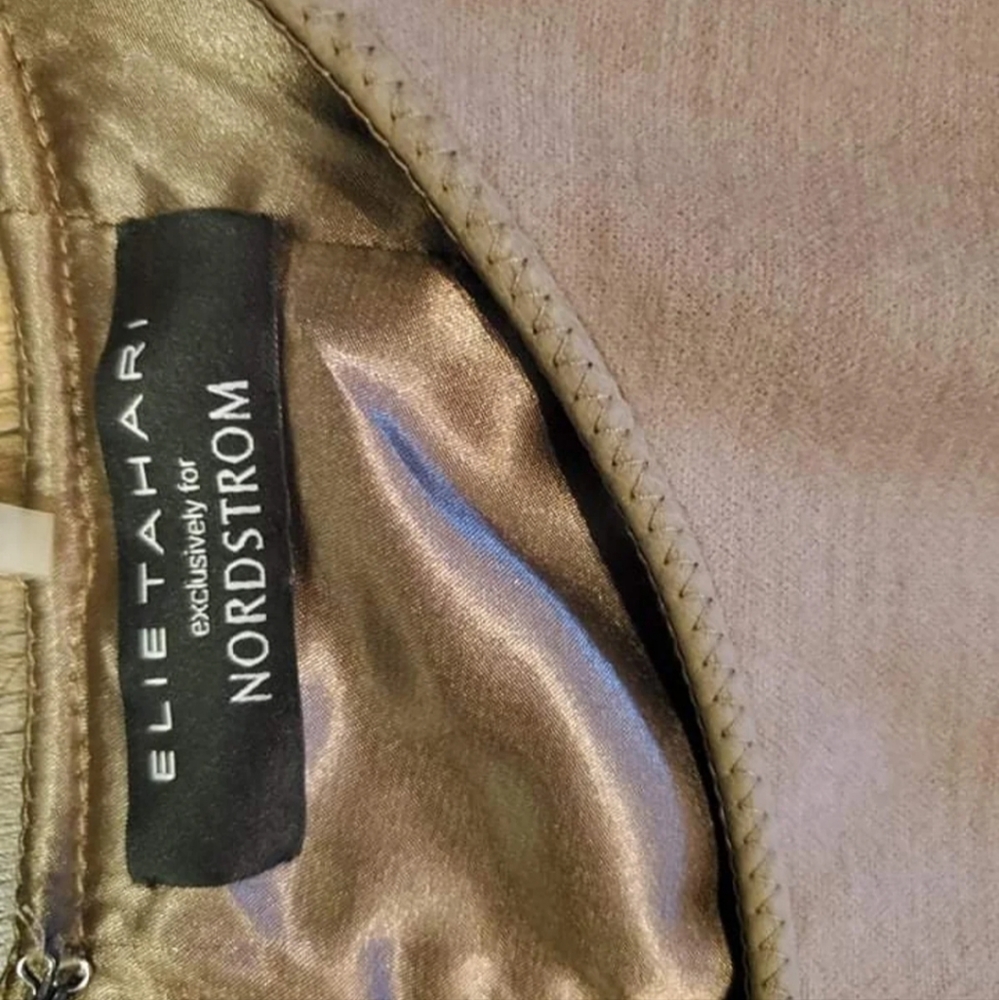 ELIE TAHARI
exclusively for
NORDSTROM